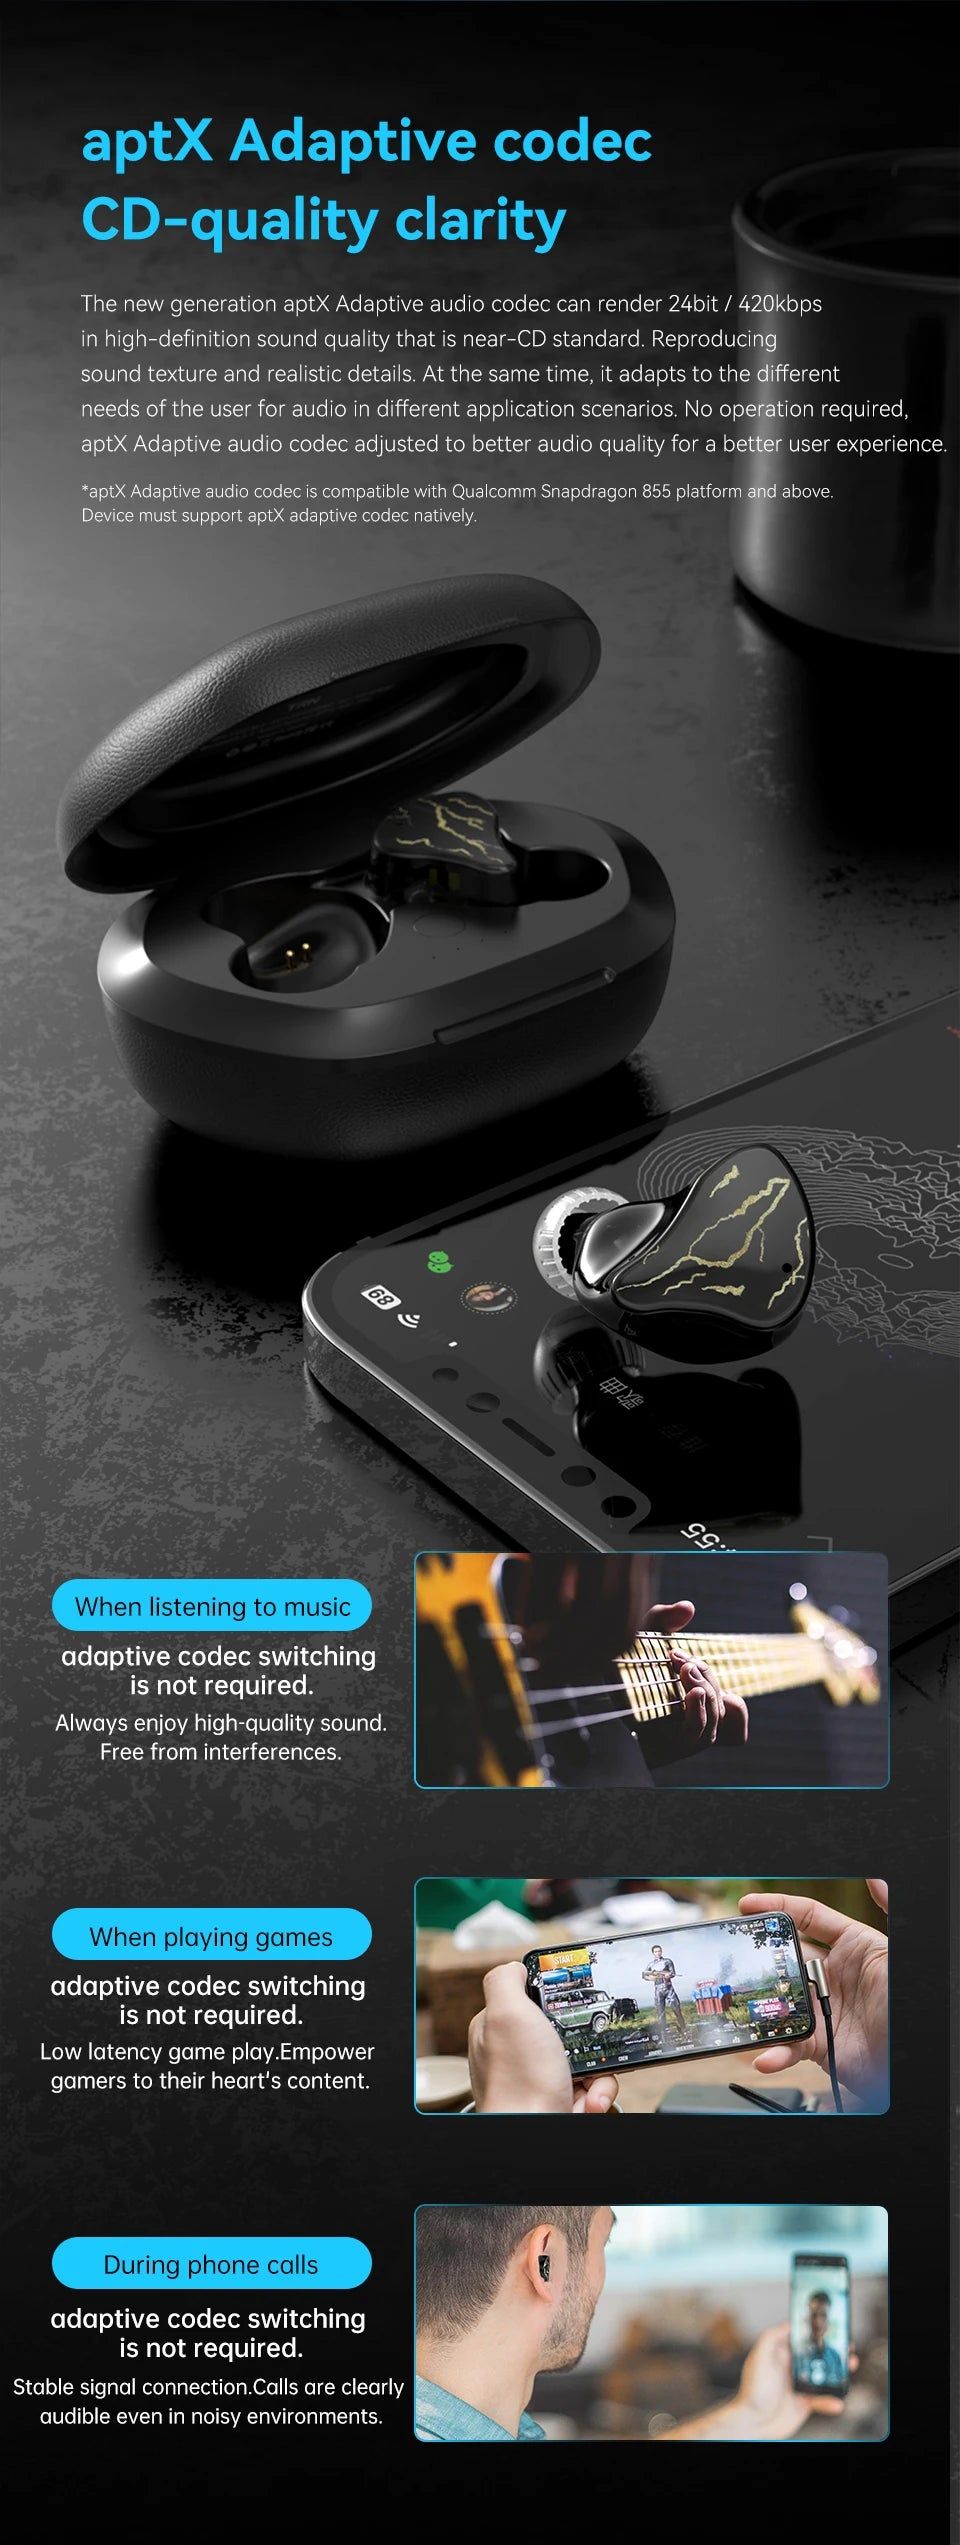 aptX Adaptive codec
CD-quality clarity
The new generation aptX Adaptive audio codec can render 24bit / 420kbps
in high-definition sound quality that is near-CD standard. Reproducing
sound texture and realistic details. At the same time, it adapts to the different
needs of the user for audio in different application scenarios. No operation required,
aptX Adaptive audio codec adjusted to better audio quality for a better user experience.
*aptX Adaptive audio codec is compatible with Qualcomm Snapdragon 855 platform and above.
Device must support aptX adaptive codec natively.
TRN
68
:55
When listening to music
adaptive codec switching
is not required.
Always enjoy high-quality sound.
Free from interferences.
When playing games
adaptive codec switching
is not required.
Low latency game play.Empower
gamers to their heart's content.
START
During phone calls
adaptive codec switching
is not required.
Stable signal connection.Calls are clearly
audible even in noisy environments.